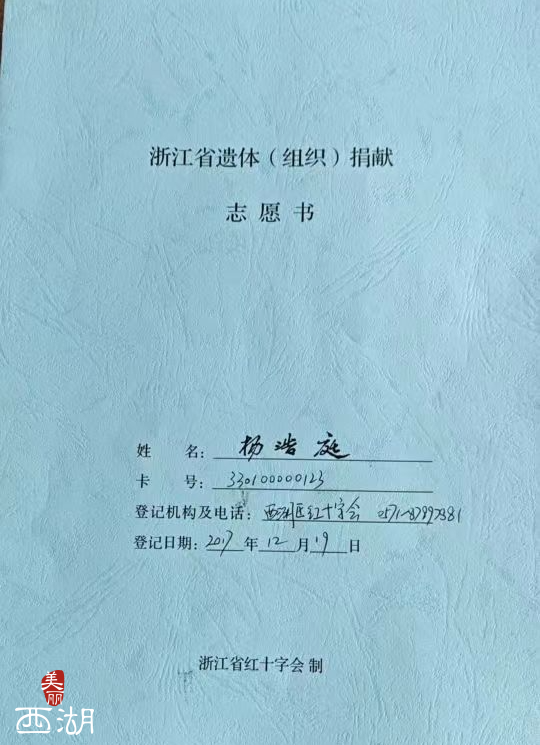 浙江省遗体（组织）捐献
志愿书
姓 名：杨浩庭
卡 号：330100000123
登记机构及电话：西湖区红十字会 0571-87997381
登记日期：2017年12月19日
浙江省红十字会 制
美丽
西湖